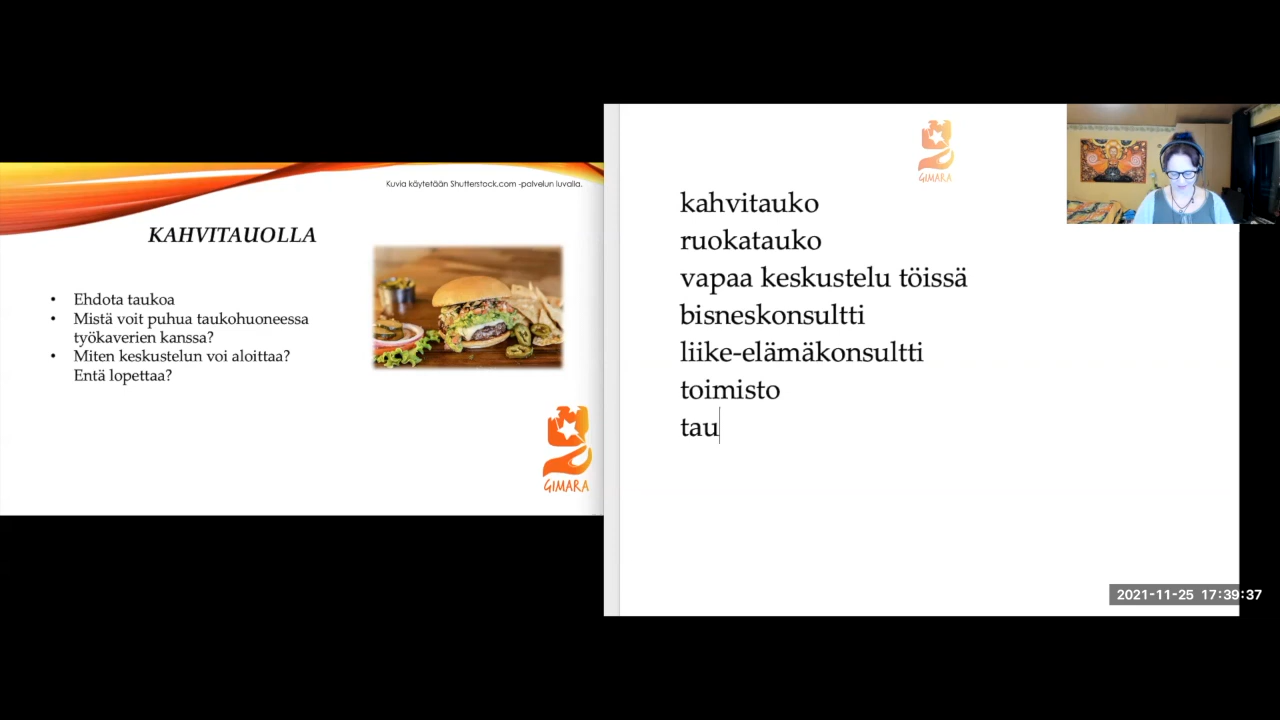 Kuvia käytetään Shutterstock.com -palvelun luvalla.
KAHVITAUOLLA
• Ehdota taukoa
• Mistä voit puhua taukohuoneessa
työkaverien kanssa?
• Miten keskustelun voi aloittaa?
Entä lopettaa?
GIMARA
GIMARA
kahvitauko
ruokatauko
vapaa keskustelu töissä
bisneskonsultti
liike-elämäkonsultti
toimisto
tau
2021-11-25 17:39:37